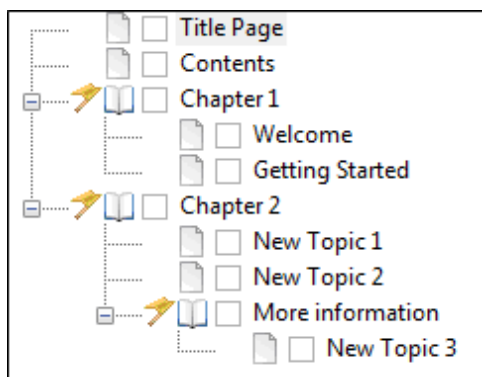 Title Page
Contents
Chapter 1
Welcome
Getting Started
Chapter 2
New Topic 1
New Topic 2
More information
New Topic 3